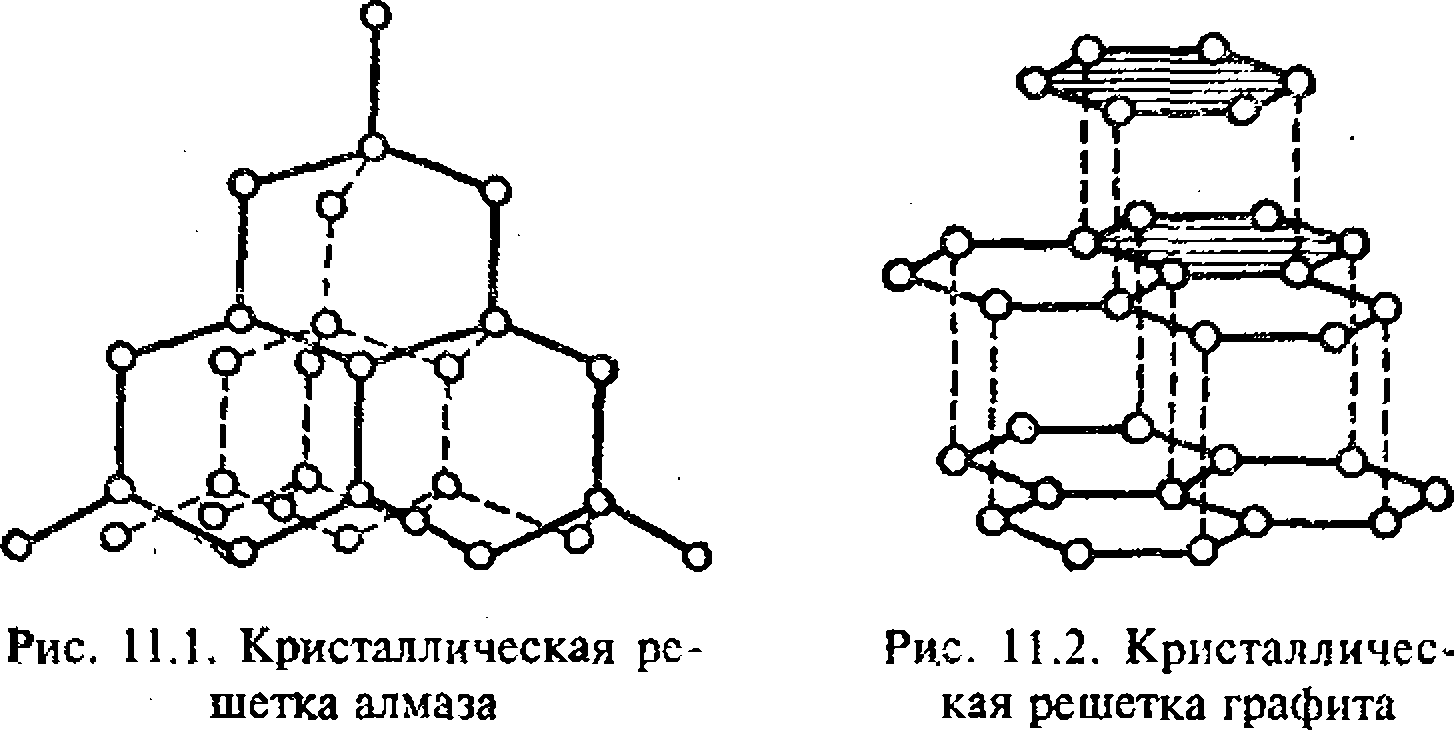 Рис. 11.1. Кристаллическая ре-
шетка алмаза
Рис. 11.2. Кристалличес-
кая решетка графита